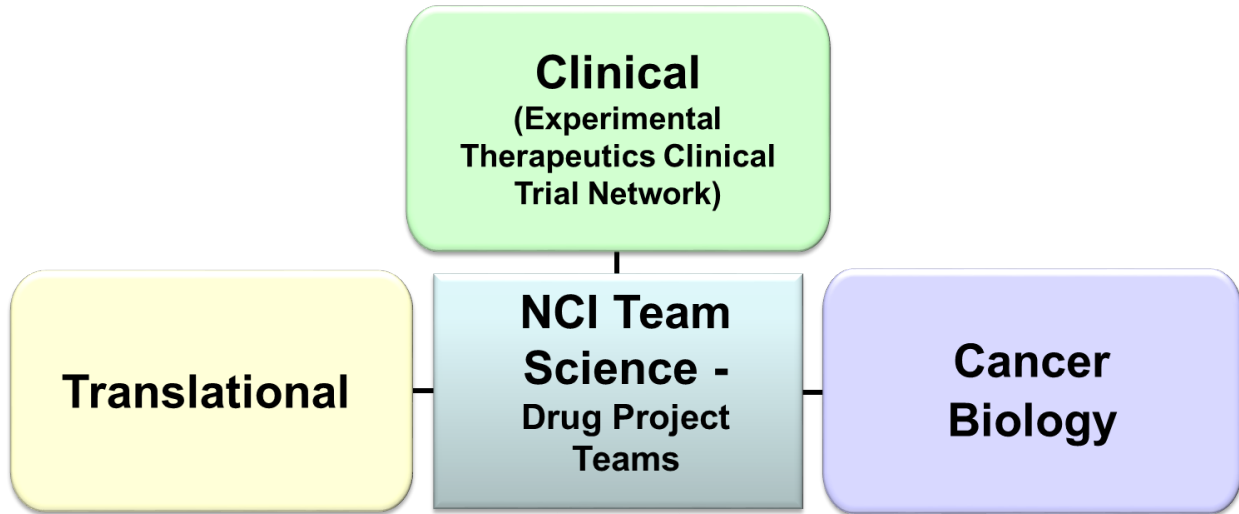 Clinical
(Experimental
Therapeutics Clinical
Trial Network)
Translational
NCI Team
Science -
Drug Project
Teams
Cancer
Biology